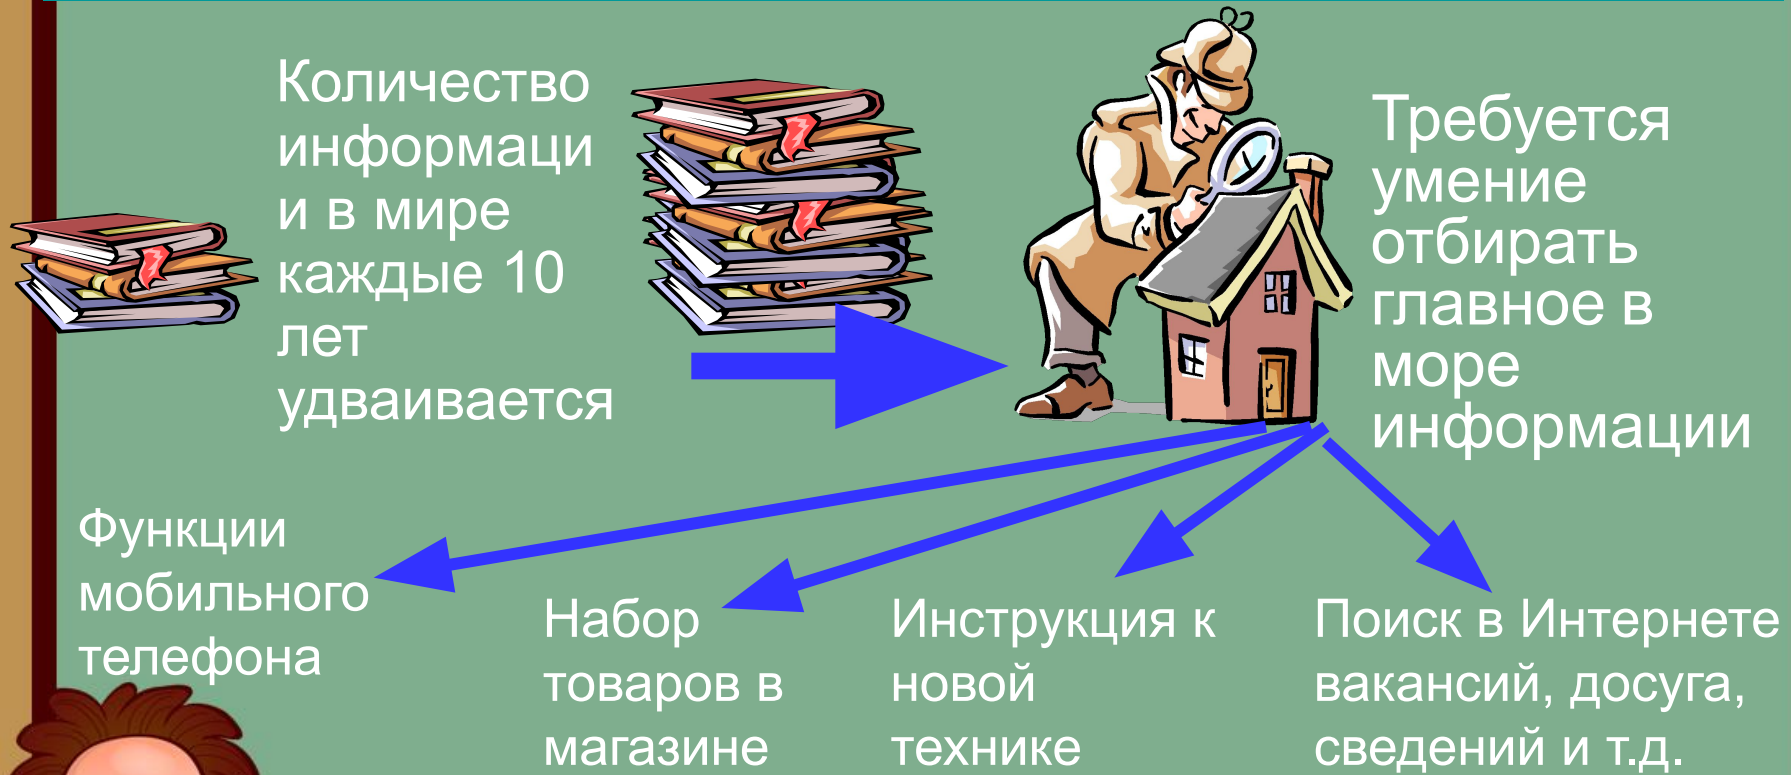 Количество
информаци
и в мире
каждые 10
лет
удваивается
Требуется
умение
отбирать
главное в
море
информации
Функции
мобильного
телефона
Набор
товаров в
магазине
Инструкция к
новой
технике
Поиск в Интернете
вакансий, досуга,
сведений и т.д.